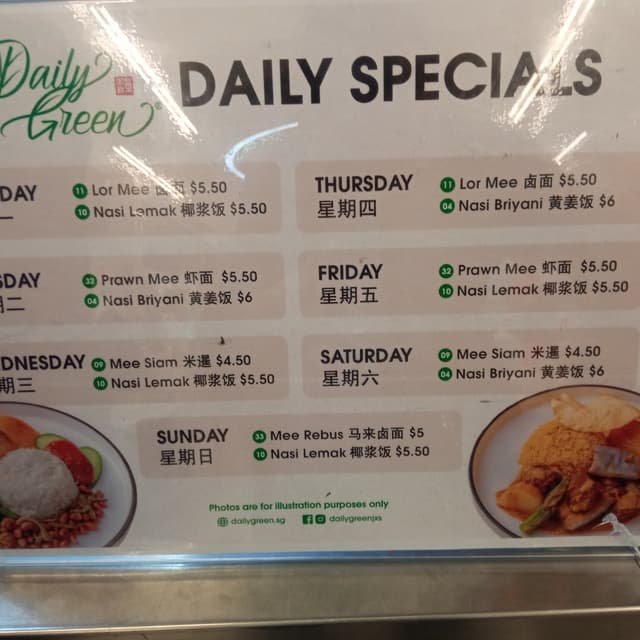 Daily
Green
DAILY SPECIALS
DAY
一
11 Lor Mee 卤面 $5.50
10 Nasi Lemak 椰浆饭 $5.50
THURSDAY
星期四
11 Lor Mee 卤面 $5.50
04 Nasi Briyani 黄姜饭 $6
SDAY
期二
32 Prawn Mee 虾面 $5.50
04 Nasi Briyani 黄姜饭 $6
FRIDAY
星期五
32 Prawn Mee 虾面 $5.50
10 Nasi Lemak 椰浆饭 $5.50
DNESDAY
期三
09 Mee Siam 米暹 $4.50
10 Nasi Lemak 椰浆饭 $5.50
SATURDAY
星期六
09 Mee Siam 米暹 $4.50
04 Nasi Briyani 黄姜饭 $6
SUNDAY
星期日
33 Mee Rebus 马来卤面 $5
10 Nasi Lemak 椰浆饭 $5.50
Photos are for illustration purposes only
dailygreen.sg dailygreenjxs